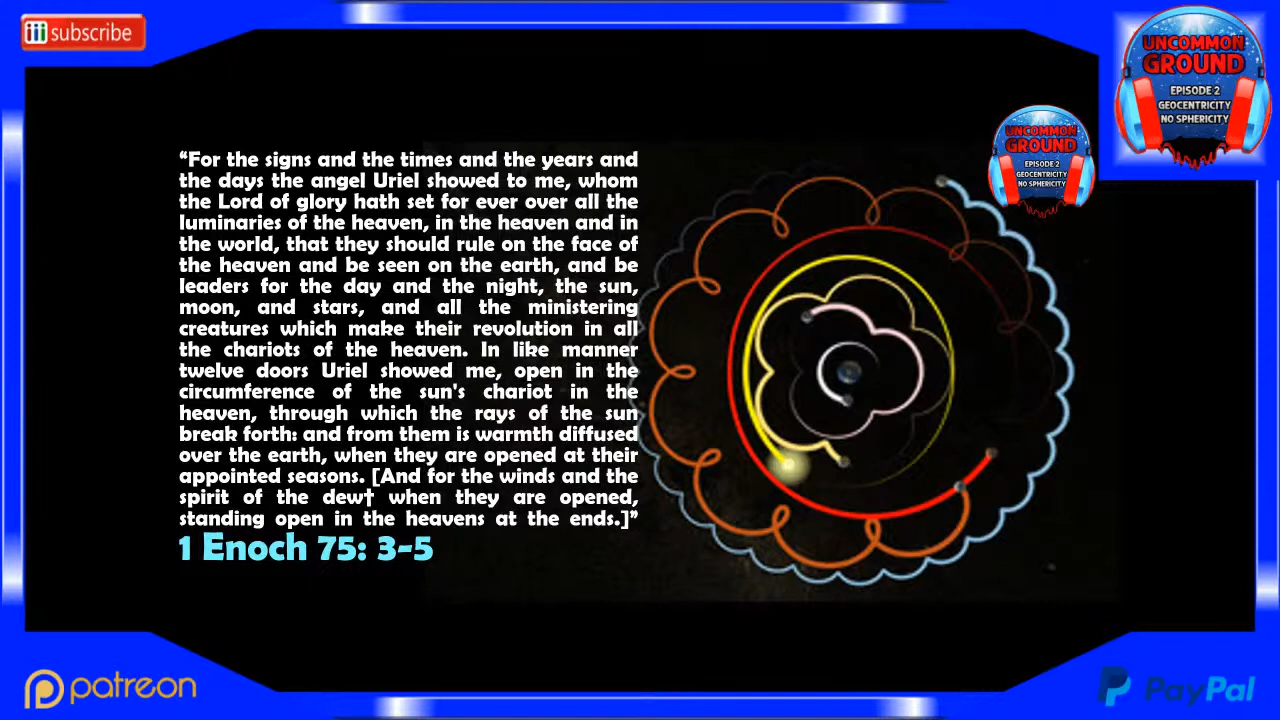 subscribe
UNCOMMON
GROUND
EPISODE 2
GEOCENTRICITY
NO SPHERICITY
UNCOMMON
GROUND
EPISODE 2
GEOCENTRICITY
NO SPHERICITY
“For the signs and the times and the years and
the days the angel Uriel showed to me, whom
the Lord of glory hath set for ever over all the
luminaries of the heaven, in the heaven and in
the world, that they should rule on the face of
the heaven and be seen on the earth, and be
leaders for the day and the night, the sun,
moon, and stars, and all the ministering
creatures which make their revolution in all
the chariots of the heaven. In like manner
twelve doors Uriel showed me, open in the
circumference of the sun's chariot in the
heaven, through which the rays of the sun
break forth: and from them is warmth diffused
over the earth, when they are opened at their
appointed seasons. [And for the winds and the
spirit of the dew† when they are opened,
standing open in the heavens at the ends.]”
1 Enoch 75: 3-5
patreon
PayPal